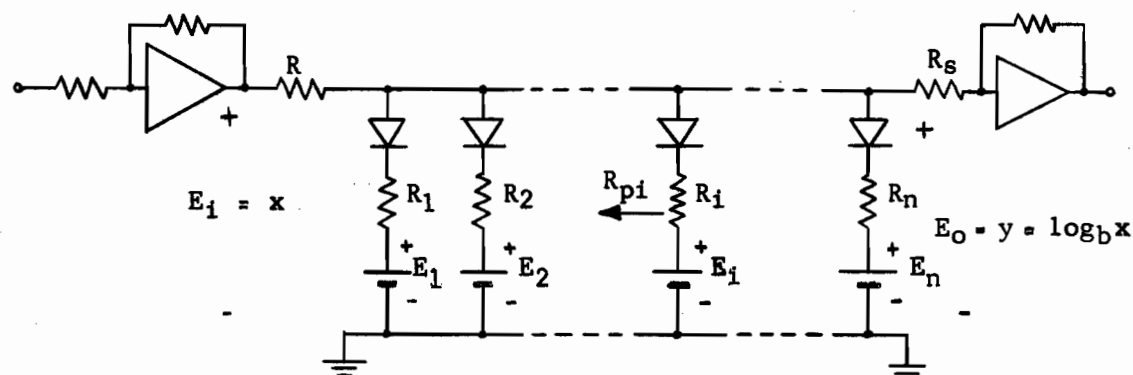 R
R_s
+
+
R_1
R_2
R_pi
R_i
R_n
E_i = x
E_o = y = log_b x
+
E_1
-
+
E_2
-
+
E_i
-
+
E_n
-
-
-